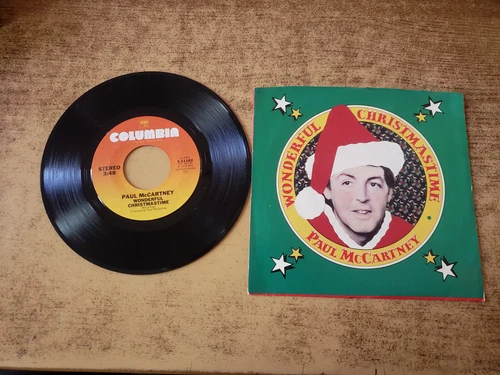 COLUMBIA
STEREO
3:48
PAUL McCARTNEY
WONDERFUL
CHRISTMASTIME
WONDERFUL CHRISTMASTIME
PAUL McCARTNEY